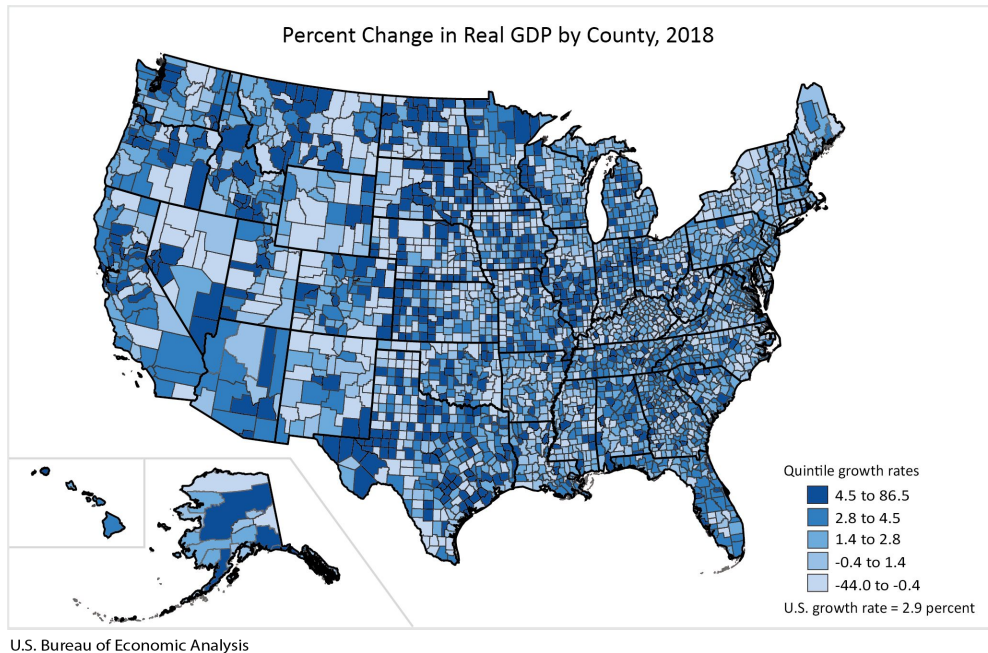 Percent Change in Real GDP by County, 2018
Quintile growth rates
4.5 to 86.5
2.8 to 4.5
1.4 to 2.8
-0.4 to 1.4
-44.0 to -0.4
U.S. growth rate = 2.9 percent
U.S. Bureau of Economic Analysis